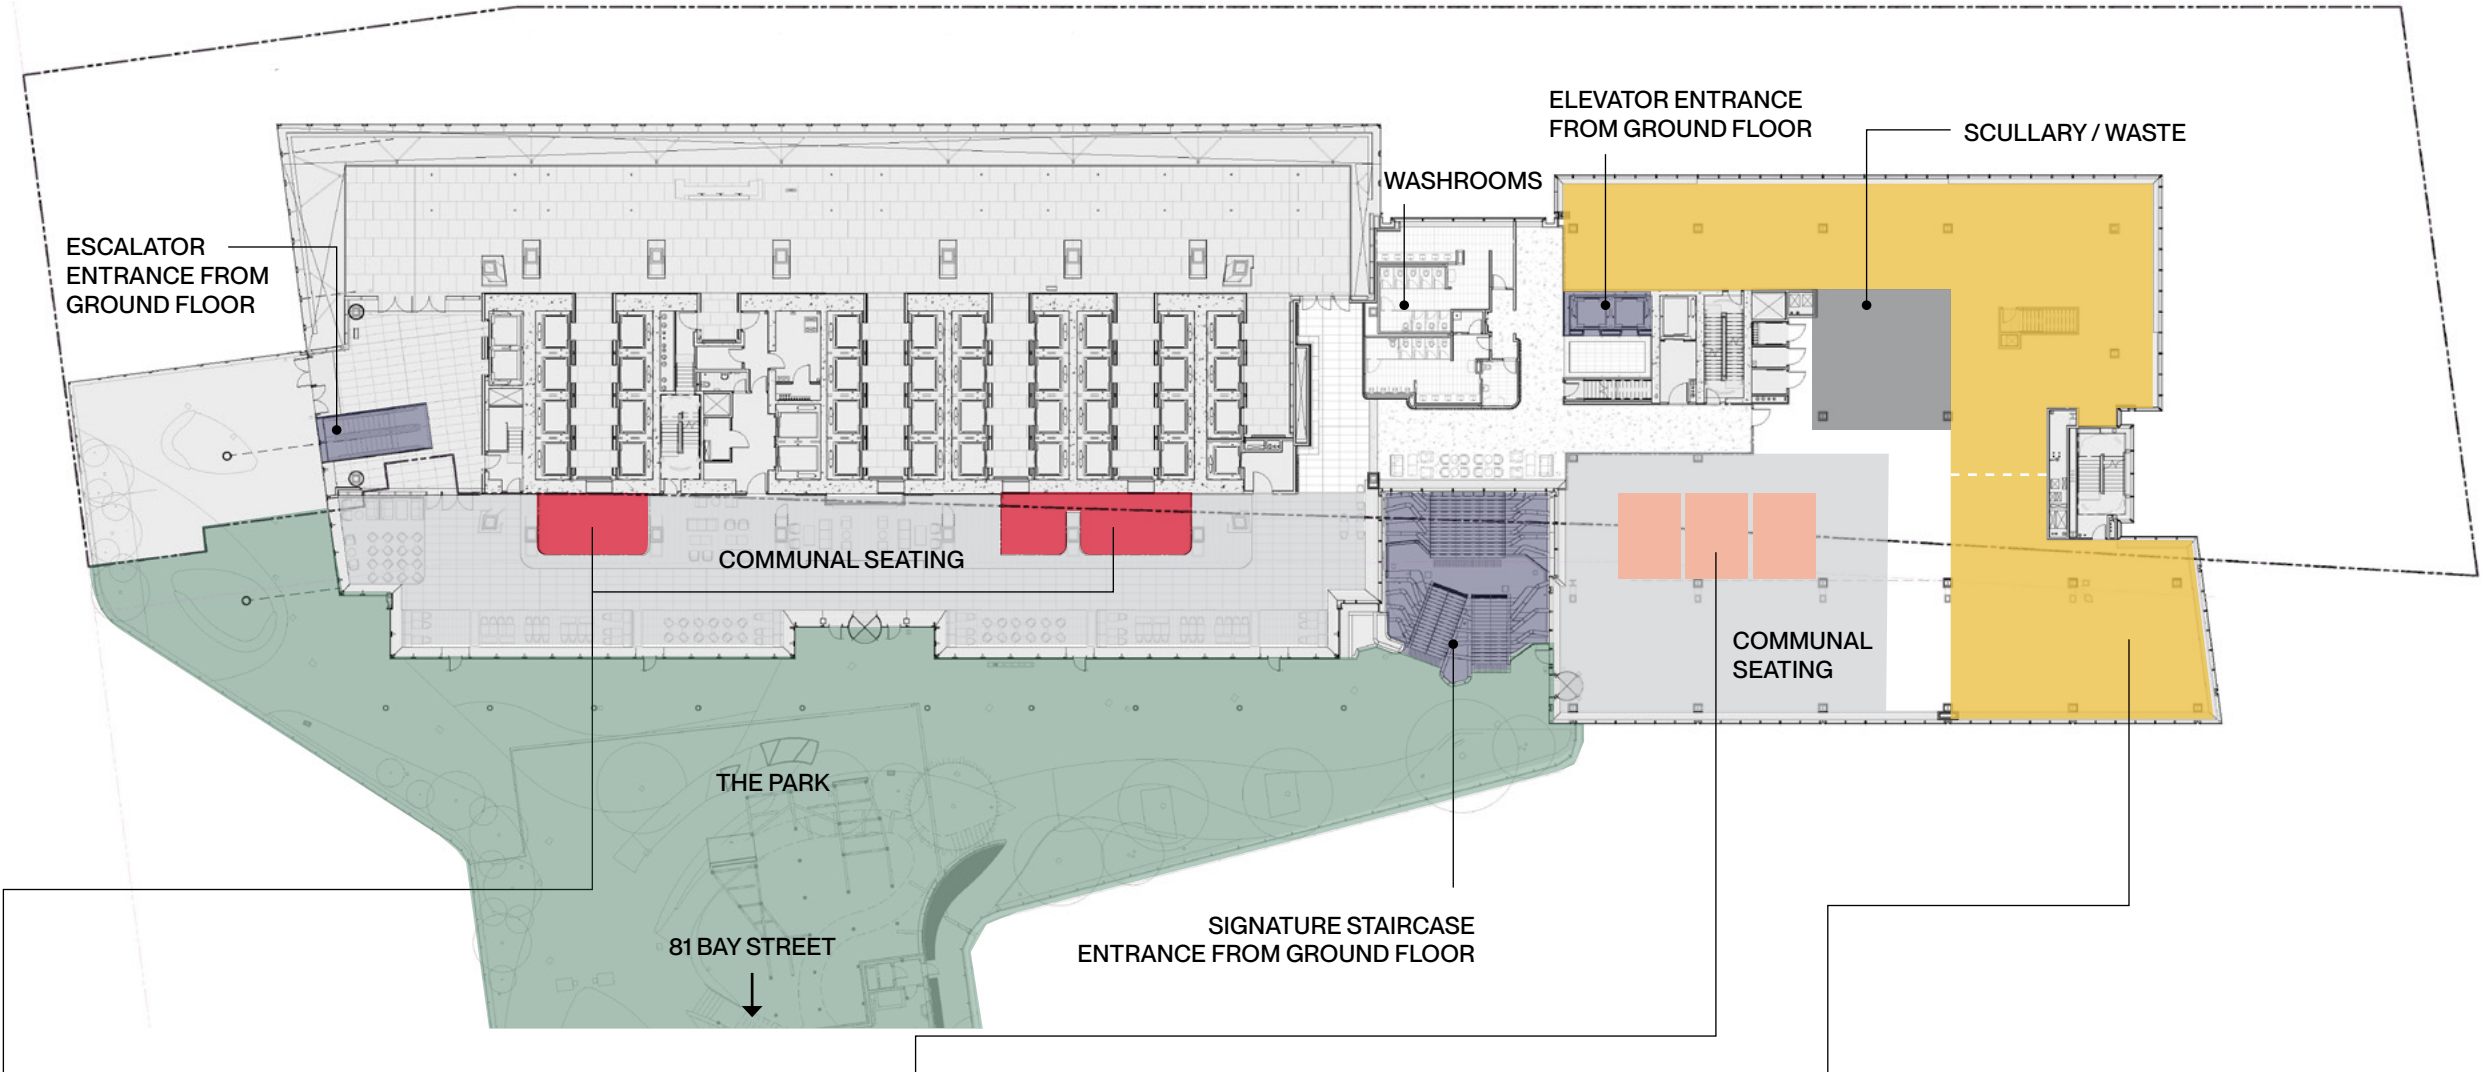 ELEVATOR ENTRANCE
FROM GROUND FLOOR
SCULLARY / WASTE
WASHROOMS
ESCALATOR
ENTRANCE FROM
GROUND FLOOR
COMMUNAL SEATING
COMMUNAL
SEATING
THE PARK
SIGNATURE STAIRCASE
ENTRANCE FROM GROUND FLOOR
81 BAY STREET